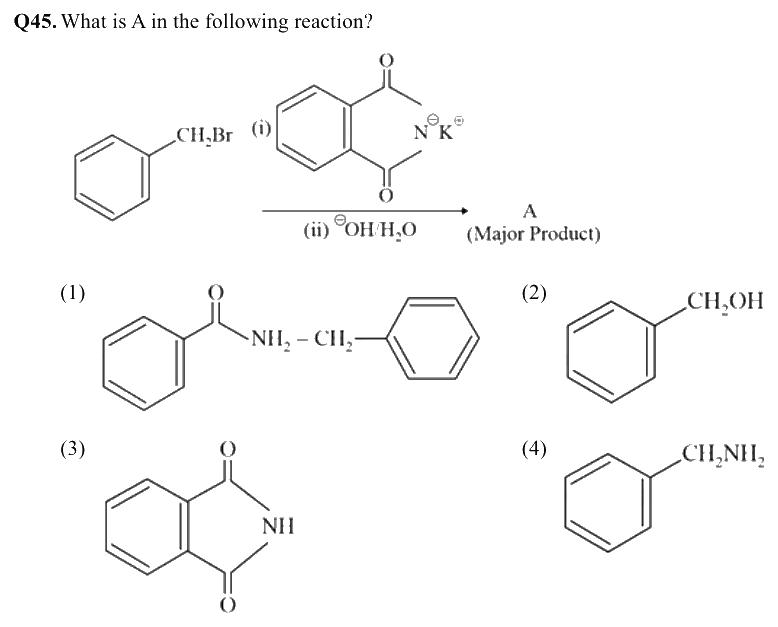 Q45. What is A in the following reaction?
O
CH₂Br (i)
N⊖K⊕
O
A
(ii) ⊖OH/H₂O (Major Product)
(1) O (2) CH₂OH
NH₂ – CH₂
(3) O (4) CH₂NH₂
NH
O